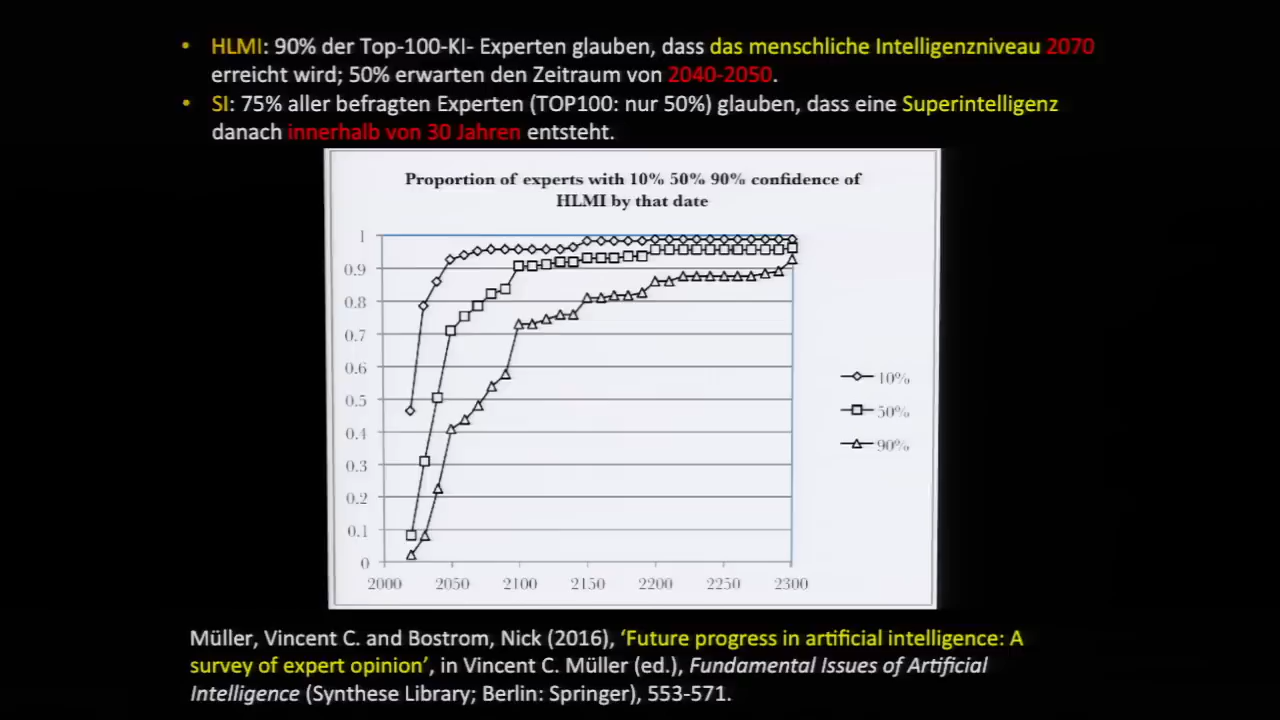 • HLMI: 90% der Top-100-KI- Experten glauben, dass das menschliche Intelligenzniveau 2070
erreicht wird; 50% erwarten den Zeitraum von 2040-2050.
• SI: 75% aller befragten Experten (TOP100: nur 50%) glauben, dass eine Superintelligenz
danach innerhalb von 30 Jahren entsteht.
Proportion of experts with 10% 50% 90% confidence of
HLMI by that date
1
0.9
0.8
0.7
0.6
0.5
0.4
0.3
0.2
0.1
0
2000 2050 2100 2150 2200 2250 2300
10%
50%
90%
Müller, Vincent C. and Bostrom, Nick (2016), ‘Future progress in artificial intelligence: A
survey of expert opinion’, in Vincent C. Müller (ed.), Fundamental Issues of Artificial
Intelligence (Synthese Library; Berlin: Springer), 553-571.